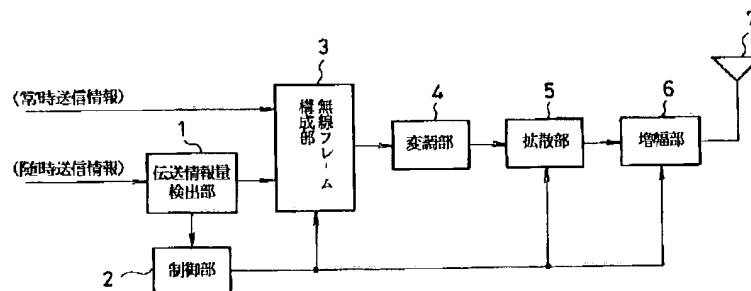 7
3
(常時送信情報)
無線フレーム
構成部
4
変調部
5
拡散部
6
増幅部
1
(随時送信情報)
伝送情報量
検出部
2
制御部